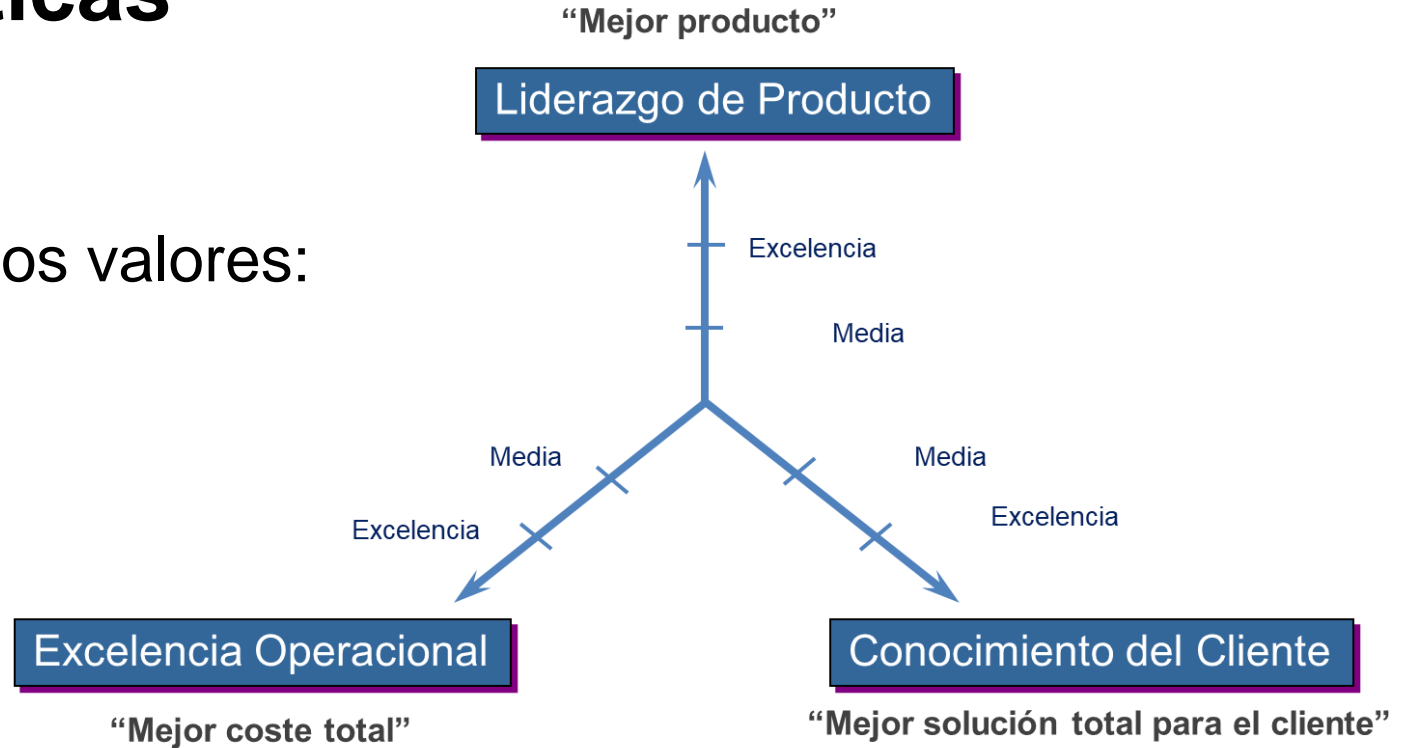 “Mejor producto”
Liderazgo de Producto
Excelencia
os valores:
Media
Media
Media
Excelencia
Excelencia
Excelencia Operacional
Conocimiento del Cliente
“Mejor coste total”
“Mejor solución total para el cliente”